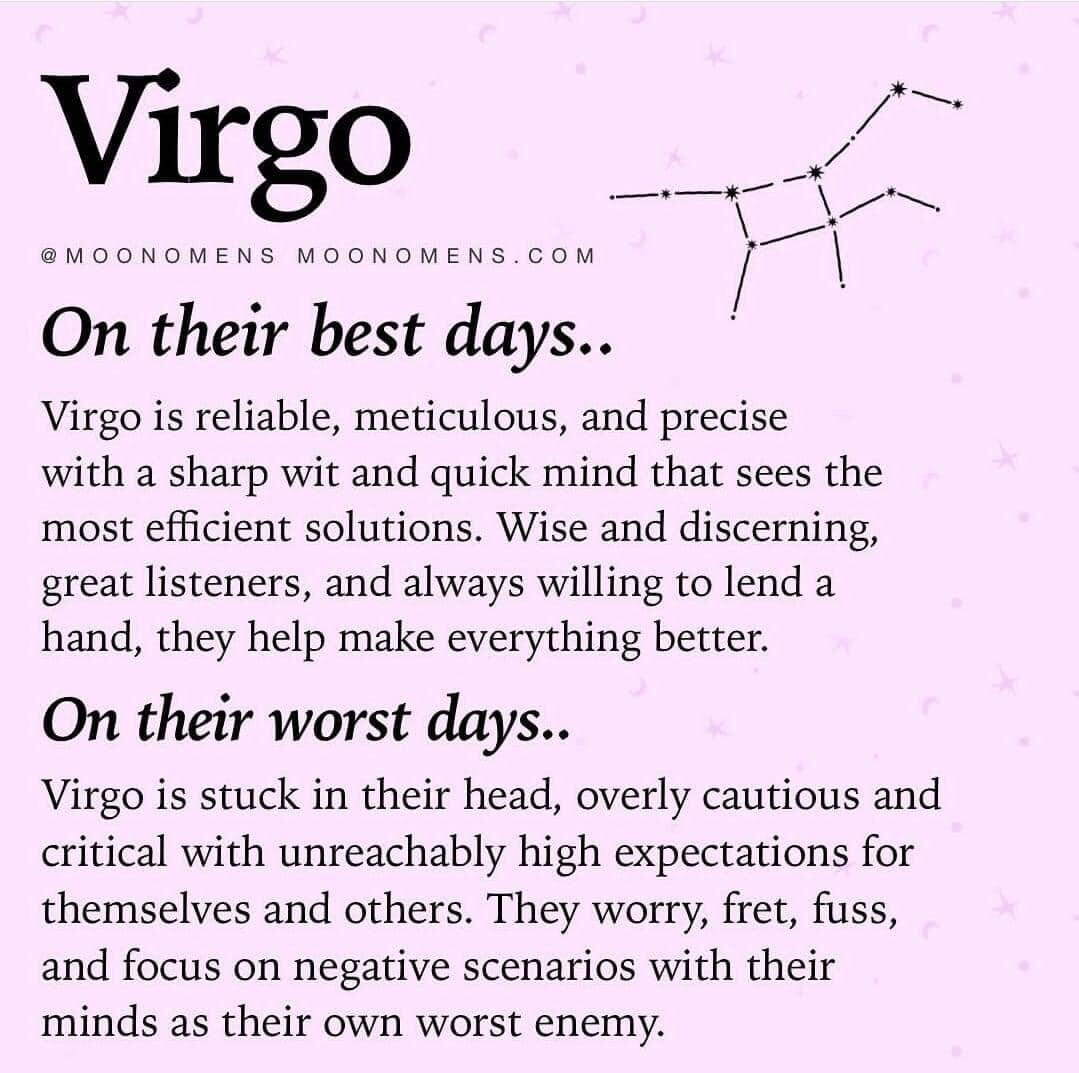 Virgo
@MOONOMENS MOONOMENS.COM
On their best days..
Virgo is reliable, meticulous, and precise
with a sharp wit and quick mind that sees the
most efficient solutions. Wise and discerning,
great listeners, and always willing to lend a
hand, they help make everything better.
On their worst days..
Virgo is stuck in their head, overly cautious and
critical with unreachably high expectations for
themselves and others. They worry, fret, fuss,
and focus on negative scenarios with their
minds as their own worst enemy.